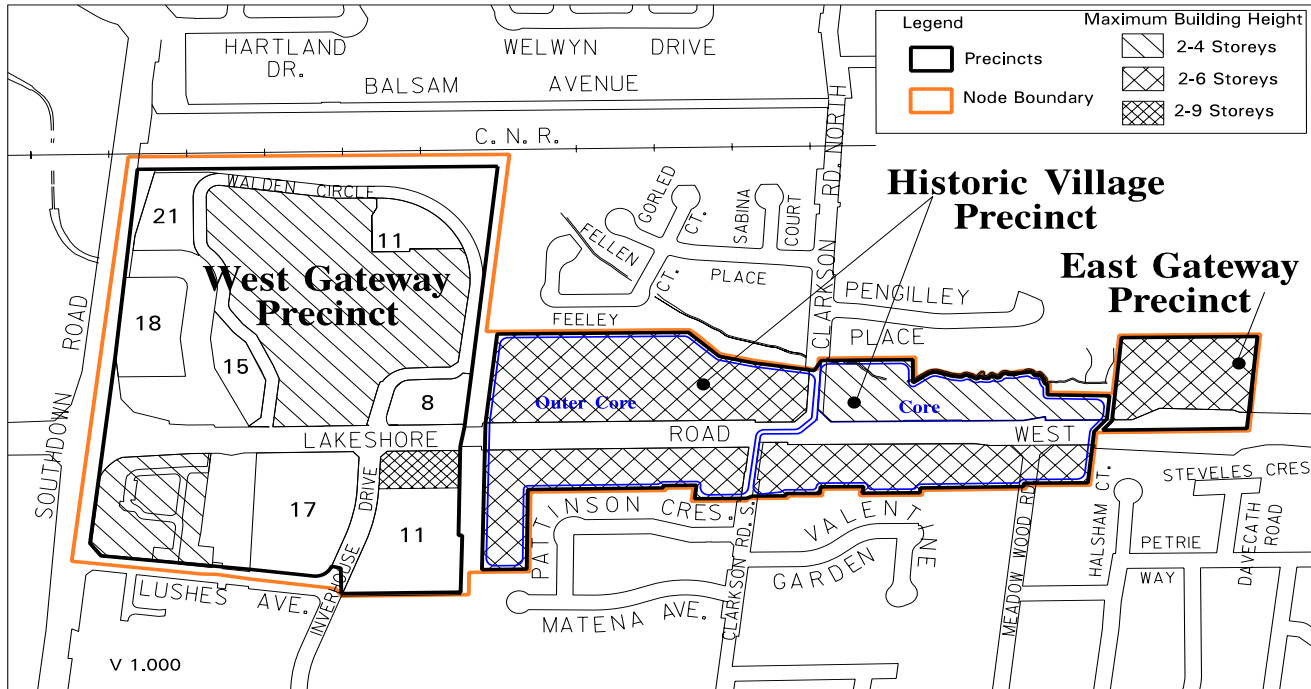 HARTLAND
DR.
WELWYN DRIVE
BALSAM AVENUE
C. N. R.
Legend
Precincts
Node Boundary
Maximum Building Height
2-4 Storeys
2-6 Storeys
2-9 Storeys
CLARKSON RD. NORTH
WALDEN CIRCLE
21
11
West Gateway
Precinct
18
15
8
SOUTHDOWN ROAD
GORLED CT.
FELLEN
PLACE
SABINA COURT
FEELEY CT.
Historic Village
Precinct
PENGILLEY
PLACE
East Gateway
Precinct
Outer Core
Core
LAKESHORE ROAD WEST
17
11
INVERHOUSE DRIVE
LUSHES AVE.
PATTINSON CRES.
CLARKSON RD. S.
VALENTINE
GARDEN
MATENA AVE.
MEADOW WOOD RD.
HALSHAM CT.
STEVELES CRES
PETRIE
WAY
DAVECATH
ROAD
V 1.000